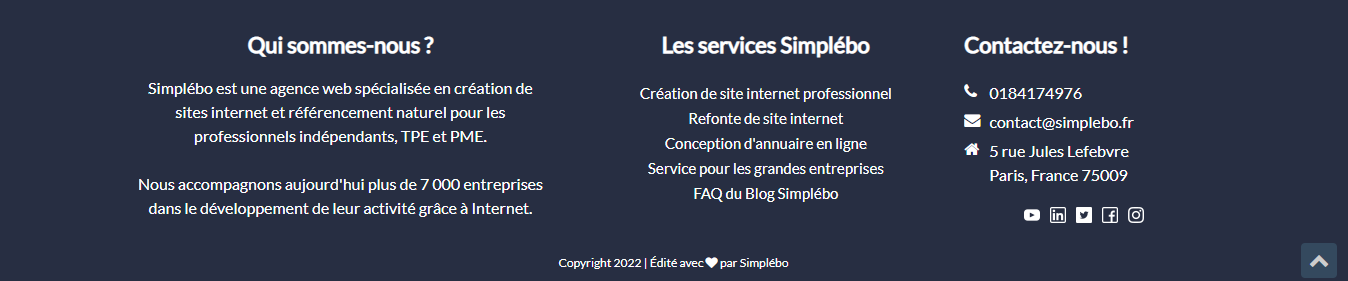 Qui sommes-nous ?
Simplébo est une agence web spécialisée en création de
sites internet et référencement naturel pour les
professionnels indépendants, TPE et PME.
Nous accompagnons aujourd'hui plus de 7 000 entreprises
dans le développement de leur activité grâce à Internet.
Les services Simplébo
Création de site internet professionnel
Refonte de site internet
Conception d'annuaire en ligne
Service pour les grandes entreprises
FAQ du Blog Simplébo
Contactez-nous !
0184174976
contact@simplebo.fr
5 rue Jules Lefebvre
Paris, France 75009
Copyright 2022 | Édité avec ♥ par Simplébo